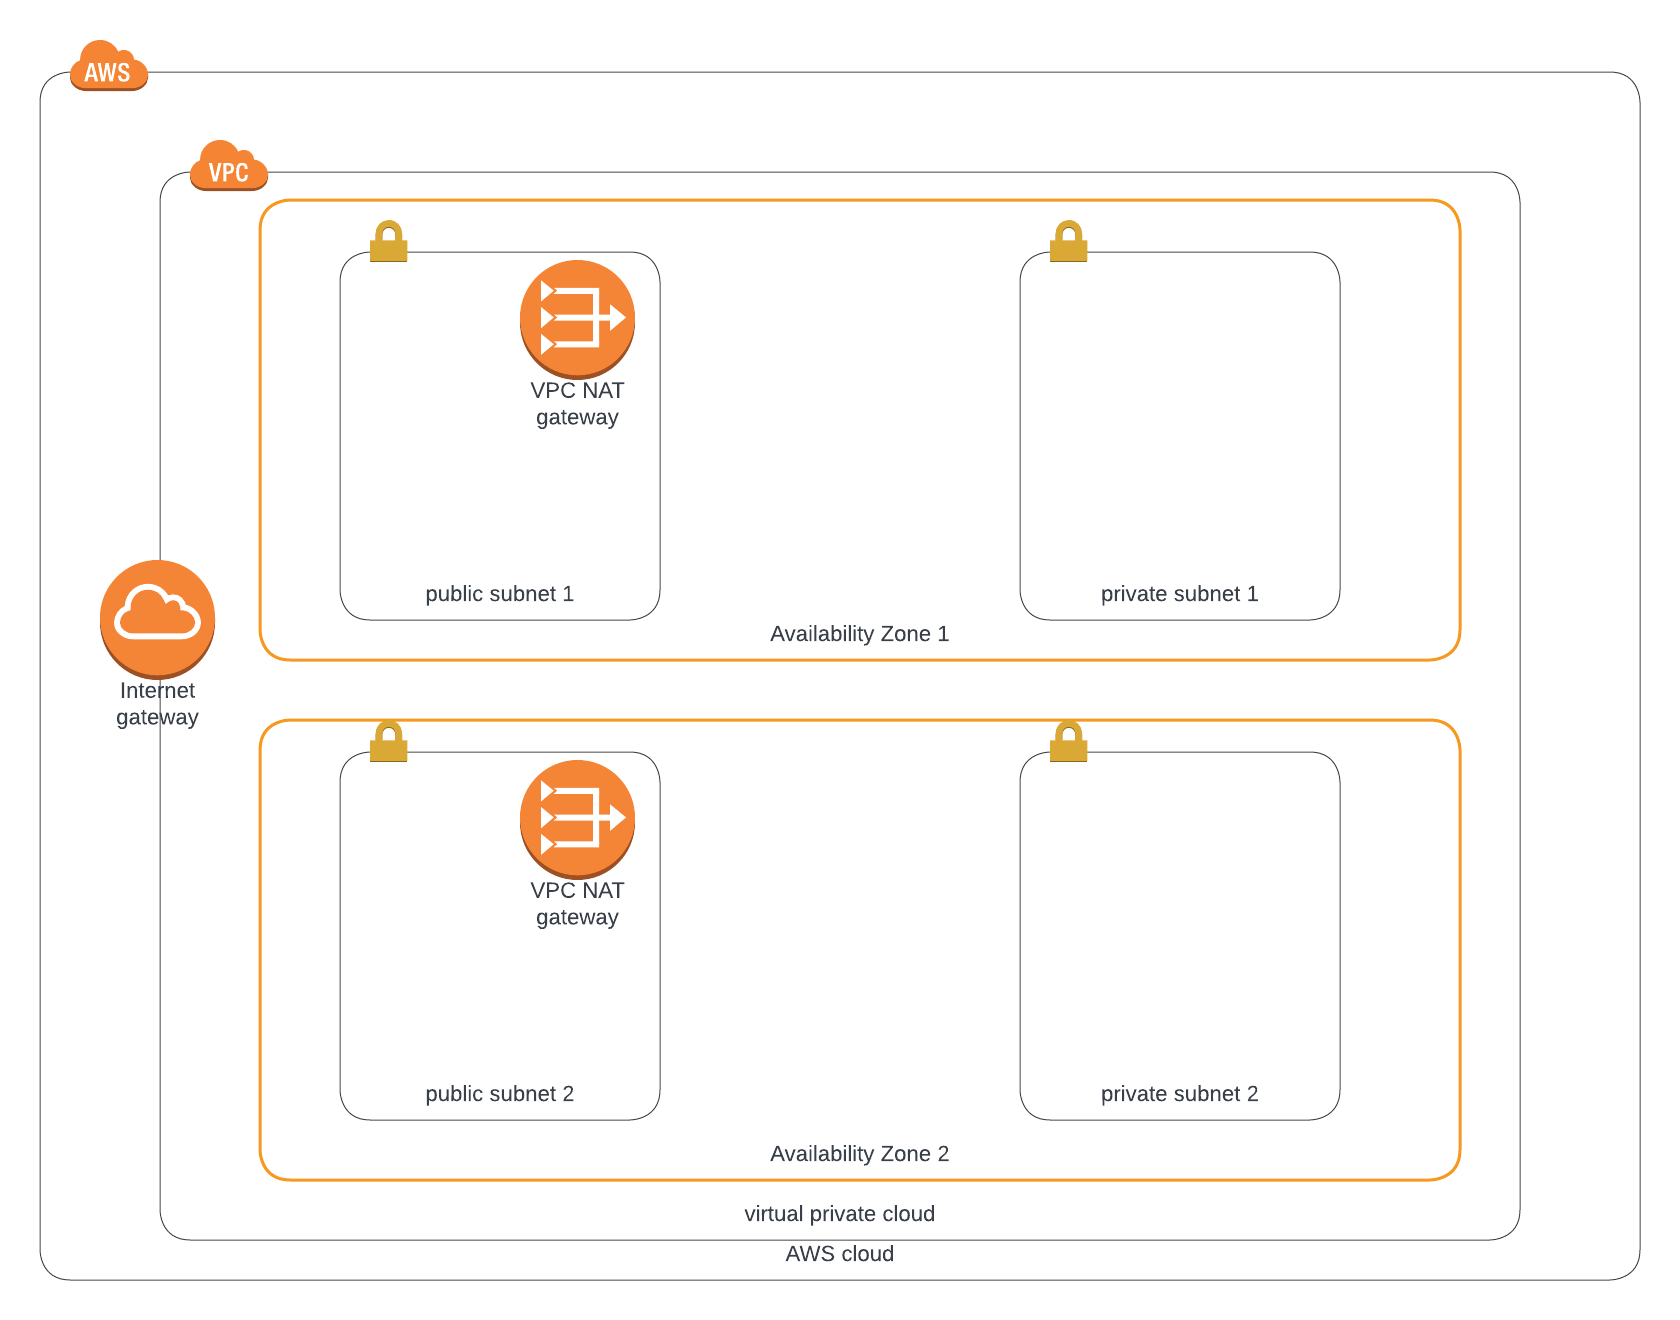 AWS
VPC
VPC NAT
gateway
public subnet 1
private subnet 1
Availability Zone 1
Internet
gateway
VPC NAT
gateway
public subnet 2
private subnet 2
Availability Zone 2
virtual private cloud
AWS cloud